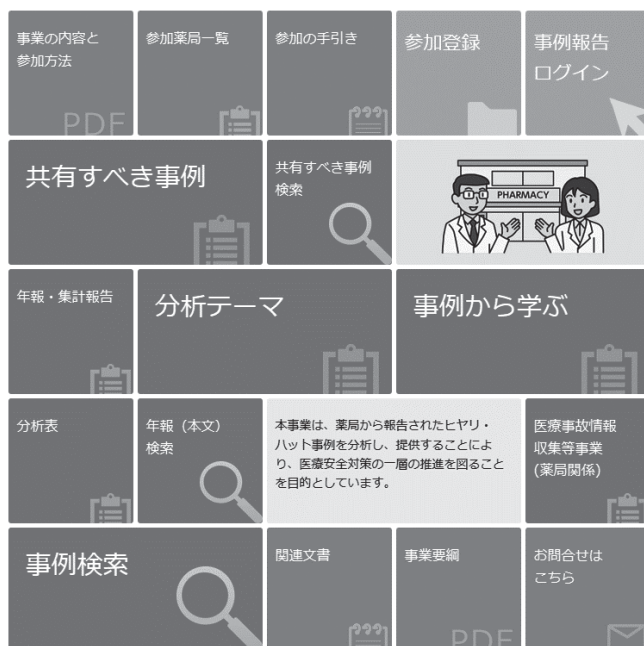 事業の内容と
参加方法
PDF
参加薬局一覧
参加の手引き
参加登録
事例報告
ログイン
共有すべき事例
共有すべき事例
検索
PHARMACY
年報・集計報告
分析テーマ
事例から学ぶ
分析表
年報（本文）
検索
本事業は、薬局から報告されたヒヤリ・
ハット事例を分析し、提供することによ
り、医療安全対策の一層の推進を図ること
を目的としています。
医療事故情報
収集等事業
(薬局関係)
事例検索
関連文書
事業要綱
PDF
お問合せは
こちら